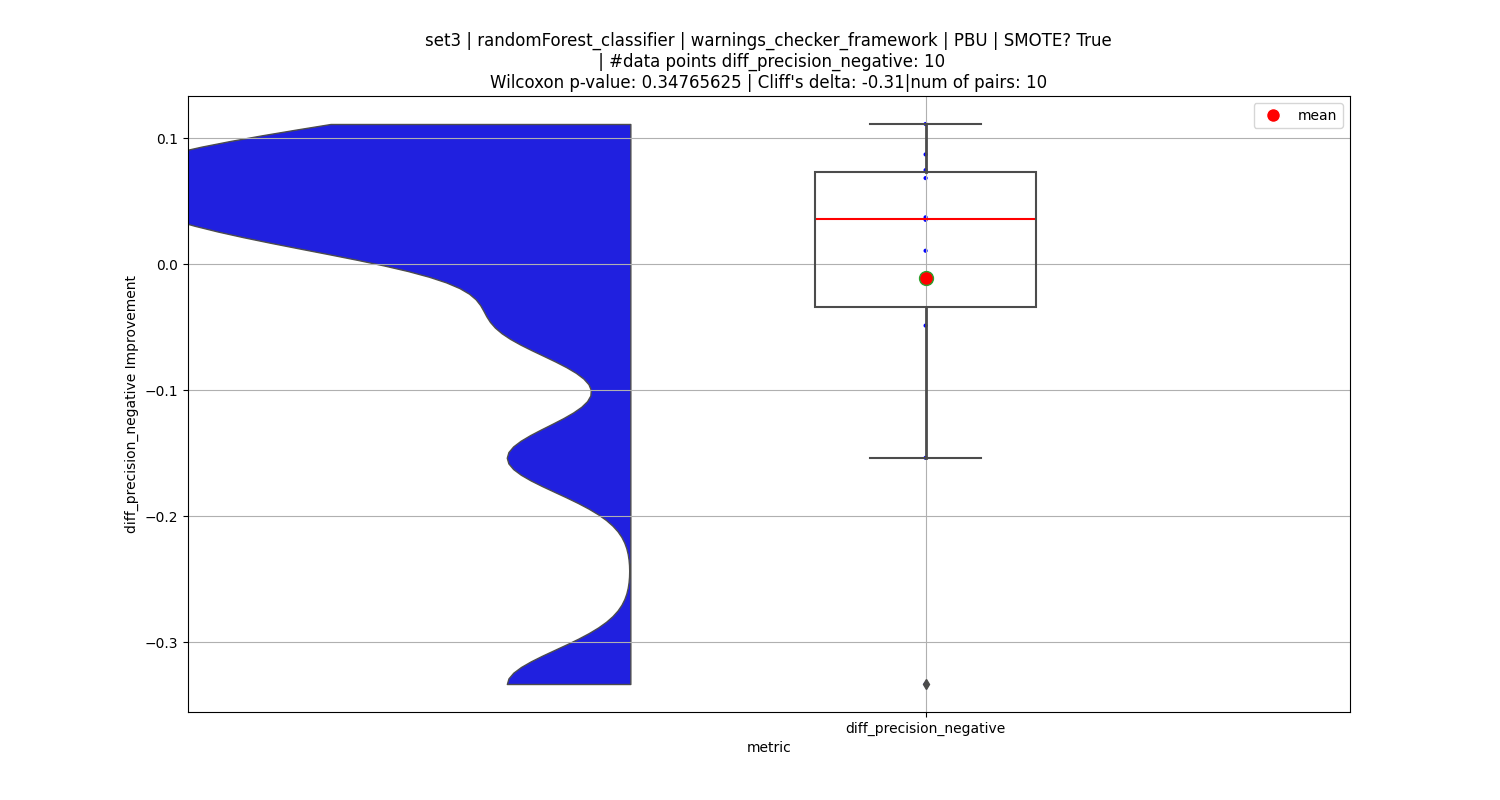 set3 | randomForest_classifier | warnings_checker_framework | PBU | SMOTE? True
| #data points diff_precision_negative: 10
Wilcoxon p-value: 0.34765625 | Cliff's delta: -0.31|num of pairs: 10
mean
0.1
0.0
−0.1
−0.2
−0.3
diff_precision_negative Improvement
diff_precision_negative
metric